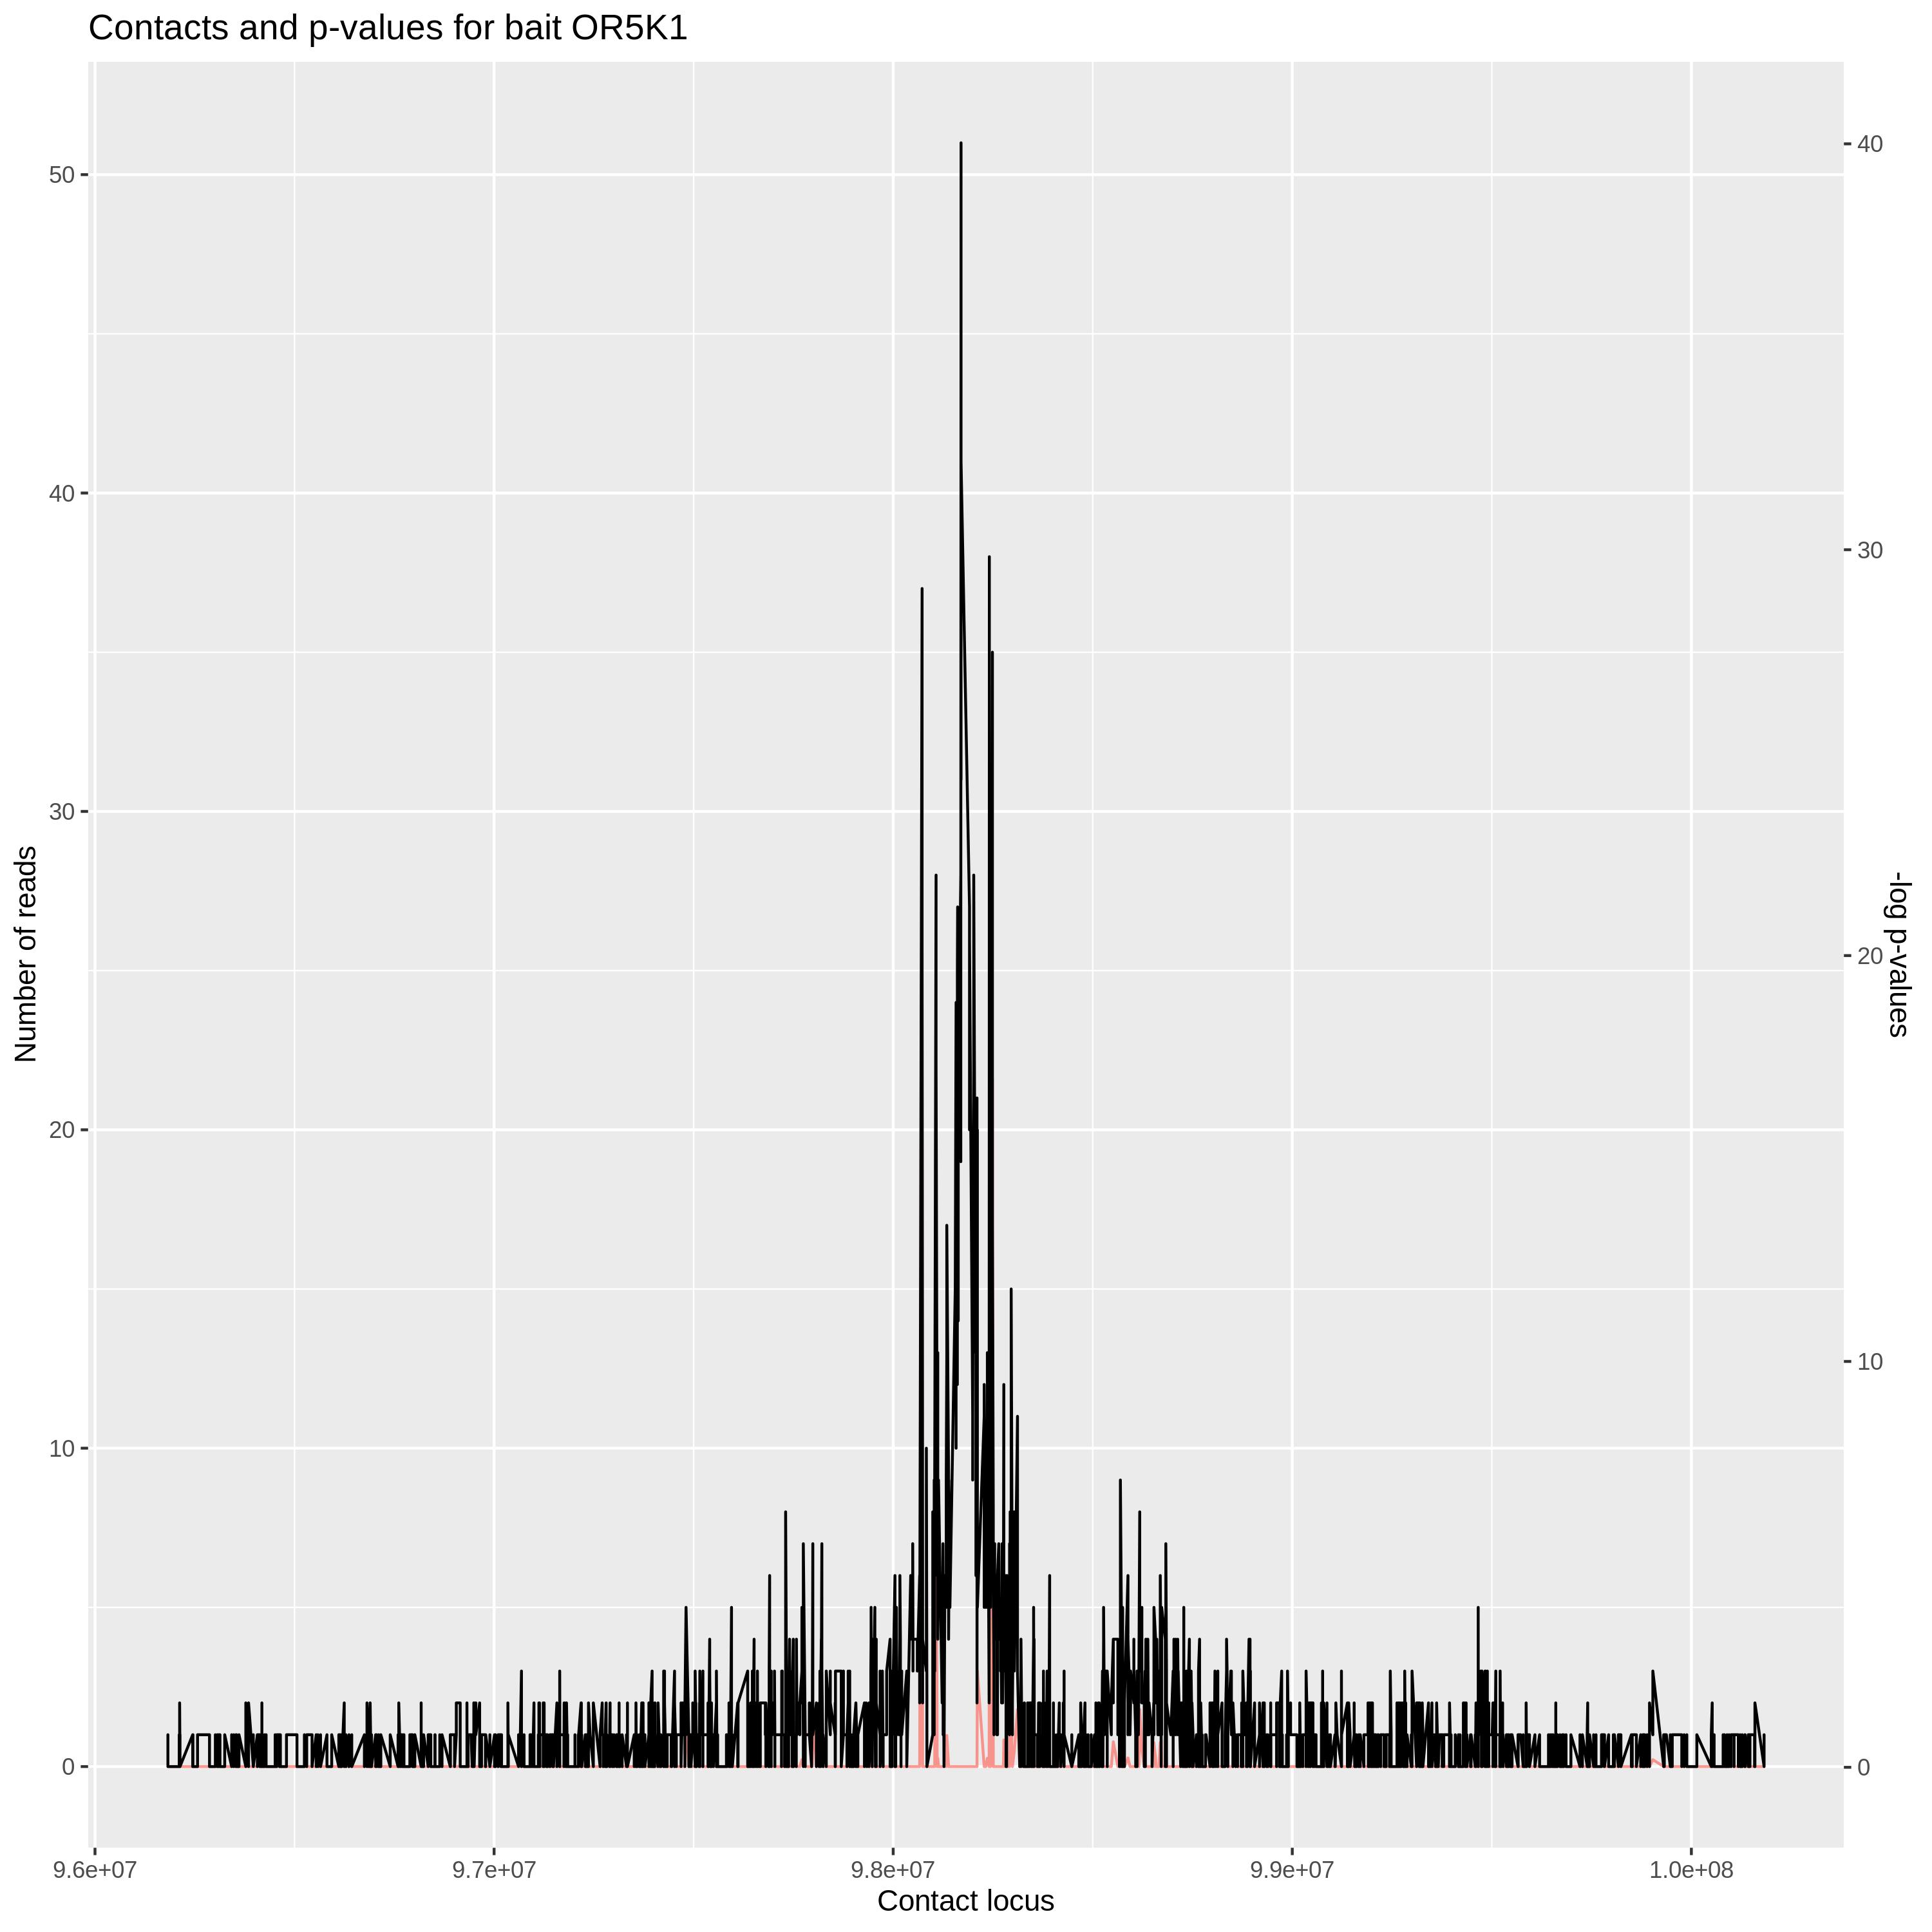 Contacts and p-values for bait OR5K1
50
40
30
20
10
0
Number of reads
40
30
20
10
0
-log p-values
9.6e+07 9.7e+07 9.8e+07 9.9e+07 1.0e+08
Contact locus